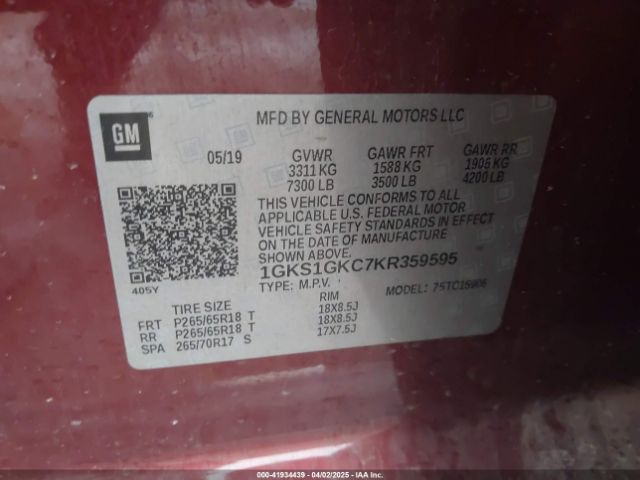 GM
MFD BY GENERAL MOTORS LLC
05/19 GVWR GAWR FRT GAWR RR
3311 KG 1588 KG 1905 KG
7300 LB 3500 LB 4200 LB
THIS VEHICLE CONFORMS TO ALL
APPLICABLE U.S. FEDERAL MOTOR
VEHICLE SAFETY STANDARDS IN EFFECT
ON THE DATE OF MANUFACTURE
SHOWN ABOVE.
1GKS1GKC7KR359595
405Y TYPE: M.P.V. MODEL: 75TC15906
TIRE SIZE RIM
FRT P265/65R18 T 18X8.5J
RR P265/65R18 T 18X8.5J
SPA 265/70R17 S 17X7.5J
000-41934439 | 04/02/2025 - IAA Inc.